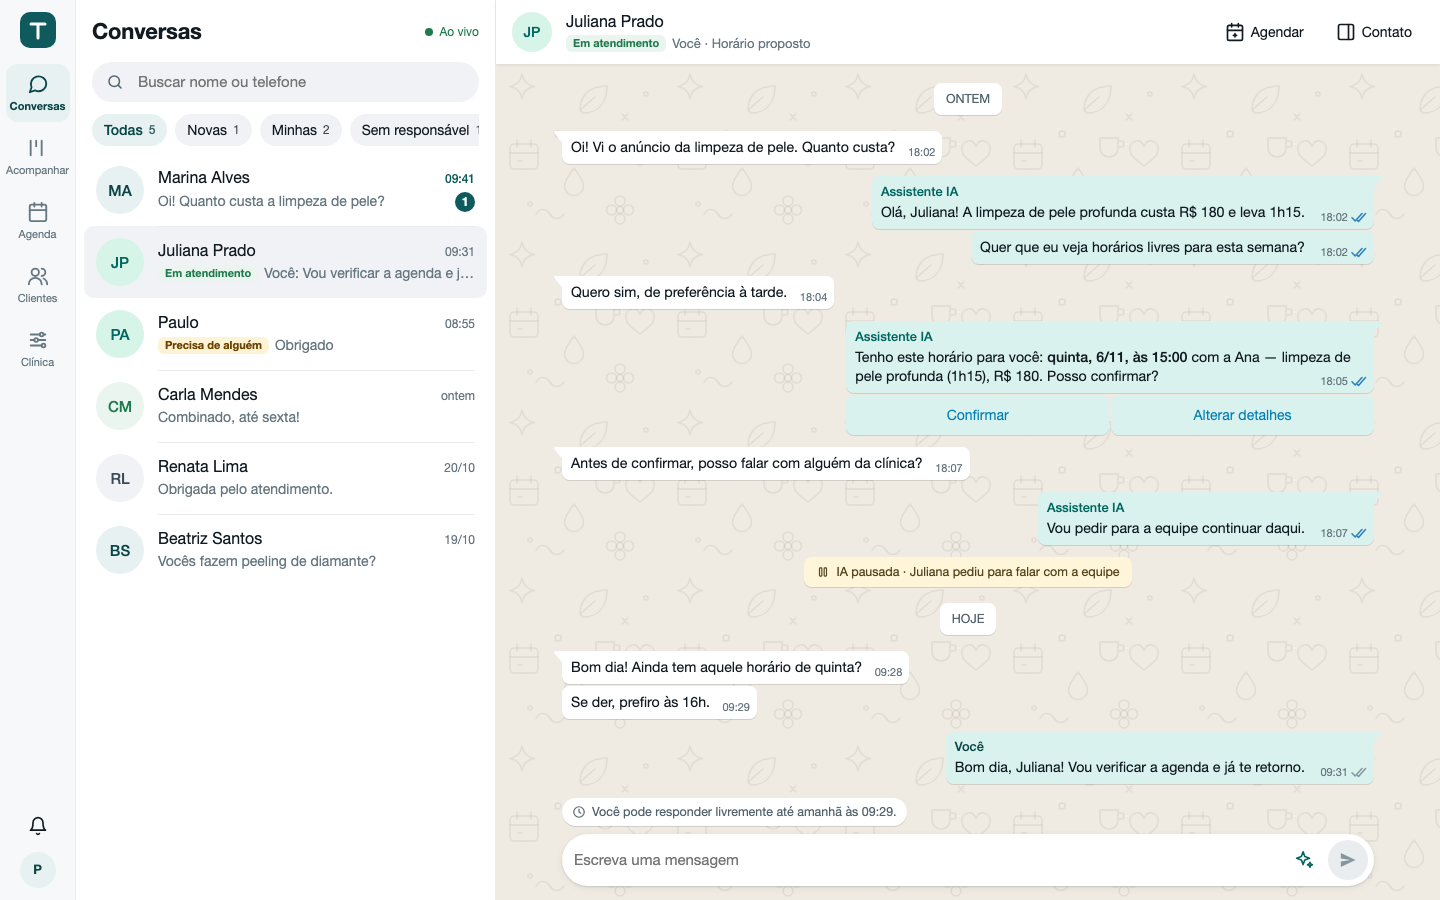 T
Conversas
Acompanhar
Agenda
Clientes
Clínica
P
Conversas
Ao vivo
Buscar nome ou telefone
Todas 5
Novas 1
Minhas 2
Sem responsável
MA
Marina Alves
09:41
Oi! Quanto custa a limpeza de pele?
1
JP
Juliana Prado
09:31
Em atendimento
Você: Vou verificar a agenda e j...
PA
Paulo
08:55
Precisa de alguém
Obrigado
CM
Carla Mendes
ontem
Combinado, até sexta!
RL
Renata Lima
20/10
Obrigada pelo atendimento.
BS
Beatriz Santos
19/10
Vocês fazem peeling de diamante?
JP
Juliana Prado
Em atendimento
Você · Horário proposto
Agendar
Contato
ONTEM
Oi! Vi o anúncio da limpeza de pele. Quanto custa? 18:02
Assistente IA
Olá, Juliana! A limpeza de pele profunda custa R$ 180 e leva 1h15. 18:02
Quer que eu veja horários livres para esta semana? 18:02
Quero sim, de preferência à tarde. 18:04
Assistente IA
Tenho este horário para você: quinta, 6/11, às 15:00 com a Ana — limpeza de
pele profunda (1h15), R$ 180. Posso confirmar? 18:05
Confirmar
Alterar detalhes
Antes de confirmar, posso falar com alguém da clínica? 18:07
Assistente IA
Vou pedir para a equipe continuar daqui. 18:07
IA pausada · Juliana pediu para falar com a equipe
HOJE
Bom dia! Ainda tem aquele horário de quinta? 09:28
Se der, prefiro às 16h. 09:29
Você
Bom dia, Juliana! Vou verificar a agenda e já te retorno. 09:31
Você pode responder livremente até amanhã às 09:29.
Escreva uma mensagem